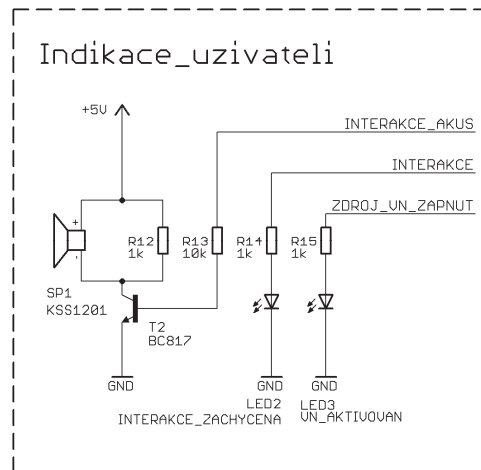 Indikace_uzivateli
+5V
INTERAKCE_AKUS
INTERAKCE
ZDROJ_VN_ZAPNUT
+
-
R12
1k
R13
10k
R14
1k
R15
1k
SP1
KSS1201
T2
BC817
GND
GND
GND
LED2
INTERAKCE_ZACHYCENA
LED3
VN_AKTIVOVAN